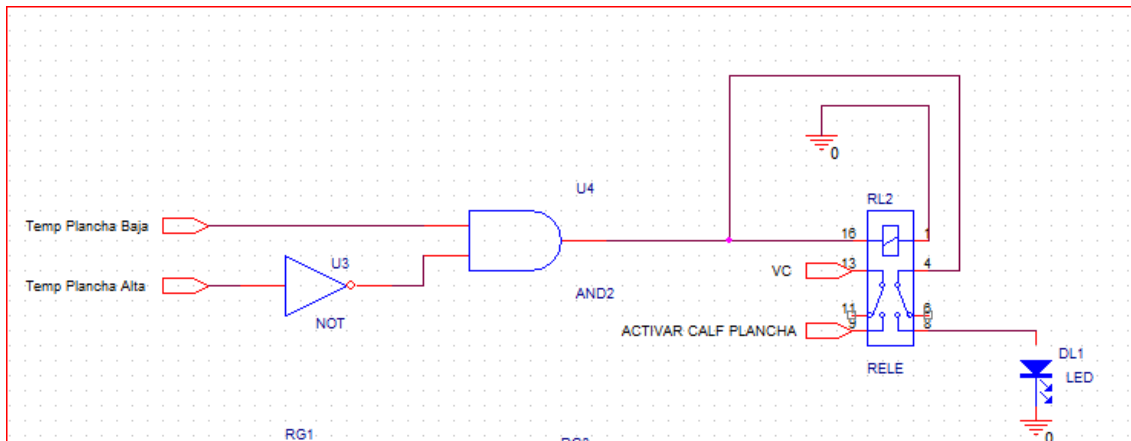 0
U4
RL2
Temp Plancha Baja
16
1
U3
13
4
VC
Temp Plancha Alta
AND2
NOT
11
6
ACTIVAR CALF PLANCHA
9
8
RELE
DL1
LED
0
RG1